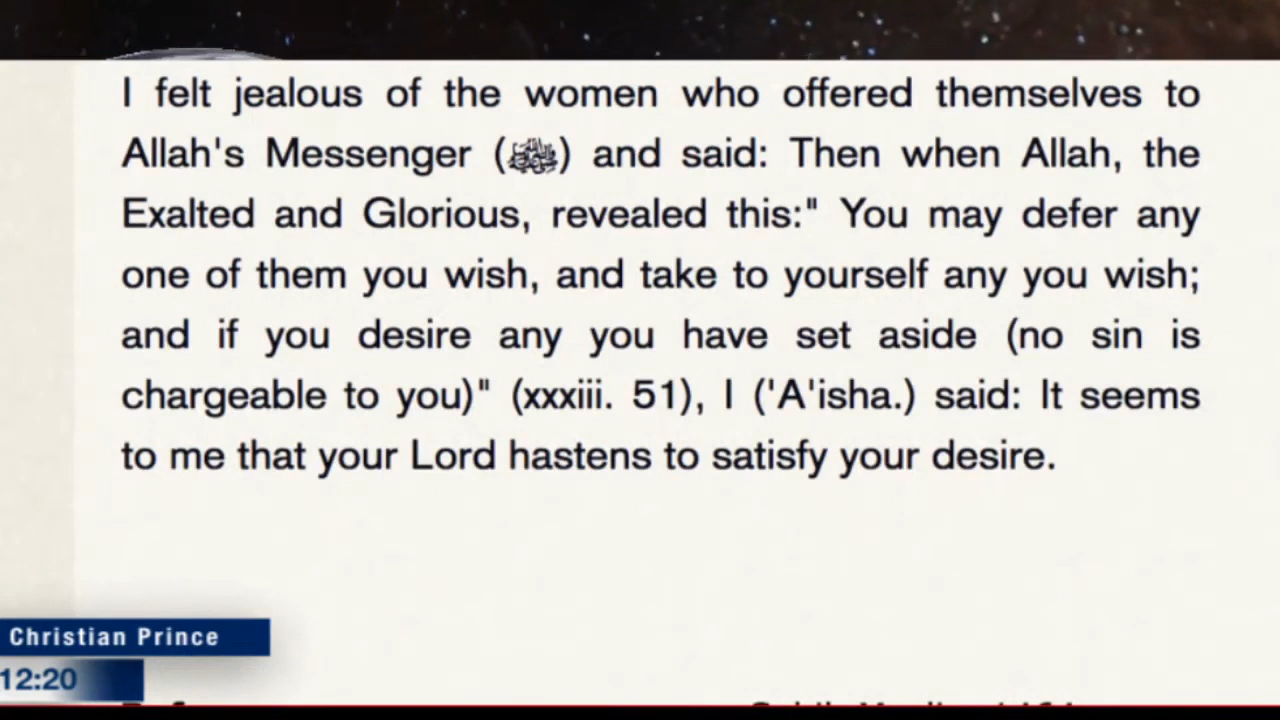 I felt jealous of the women who offered themselves to
Allah's Messenger (ﷺ) and said: Then when Allah, the
Exalted and Glorious, revealed this:" You may defer any
one of them you wish, and take to yourself any you wish;
and if you desire any you have set aside (no sin is
chargeable to you)" (xxxiii. 51), I ('A'isha.) said: It seems
to me that your Lord hastens to satisfy your desire.
Christian Prince
12:20